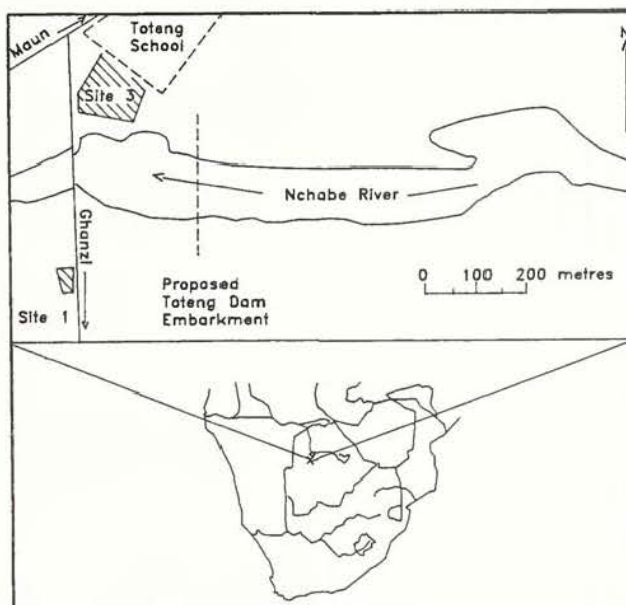 Maun
Toteng
School
N
Site 3
Nchabe River
Ghanzi
Site 1
Proposed
Toteng Dam
Embarkment
0 100 200 metres